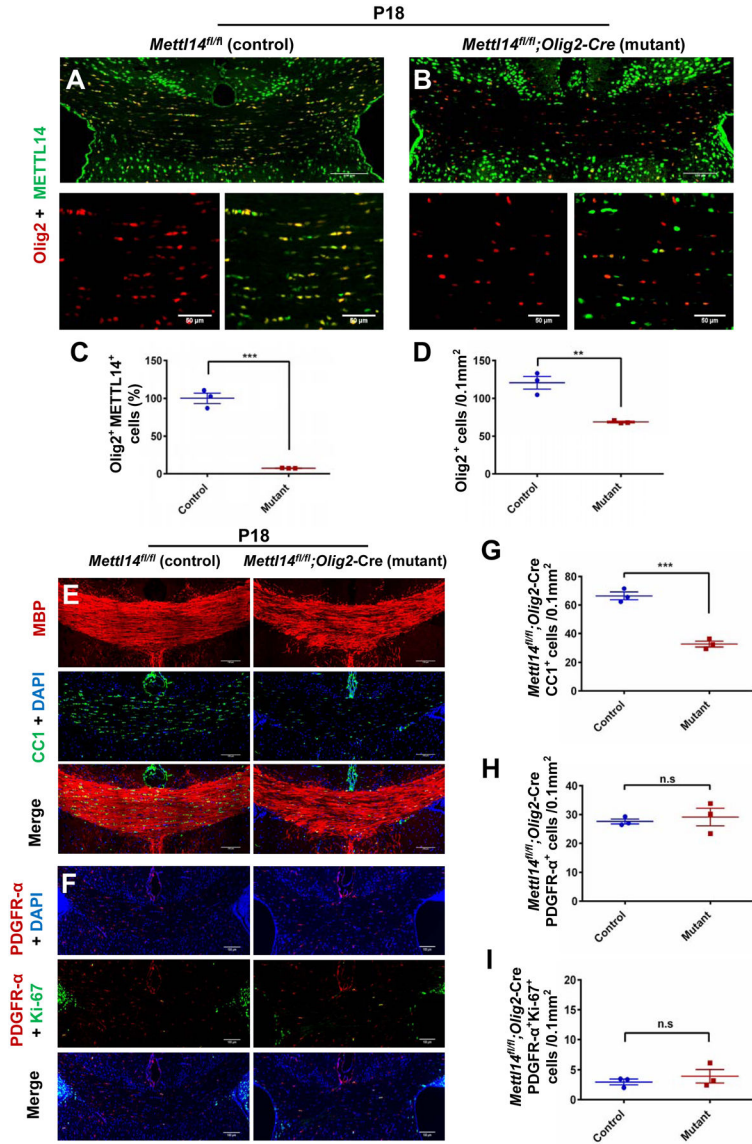 P18
Mettl14fl/fl (control)
Mettl14fl/fl;Olig2-Cre (mutant)
A
B
Olig2 + METTL14
50 μm
50 μm
50 μm
50 μm
C
Olig2+ METTL14+
cells (%)
150
100
50
0
***
Control
Mutant
D
Olig2 + cells /0.1mm2
150
100
50
0
**
Control
Mutant
P18
Mettl14fl/fl (control)
Mettl14fl/fl;Olig2-Cre (mutant)
E
MBP
CC1 + DAPI
Merge
F
PDGFR-α
+ DAPI
PDGFR-α
+ Ki-67
Merge
G
Mettl14fl/fl;Olig2-Cre
CC1+ cells /0.1mm2
80
60
40
20
0
***
Control
Mutant
H
Mettl14fl/fl;Olig2-Cre
PDGFR-α+ cells /0.1mm2
40
30
20
10
0
n.s
Control
Mutant
I
Mettl14fl/fl;Olig2-Cre
PDGFR-α+Ki-67+
cells /0.1mm2
20
15
10
5
0
n.s
Control
Mutant